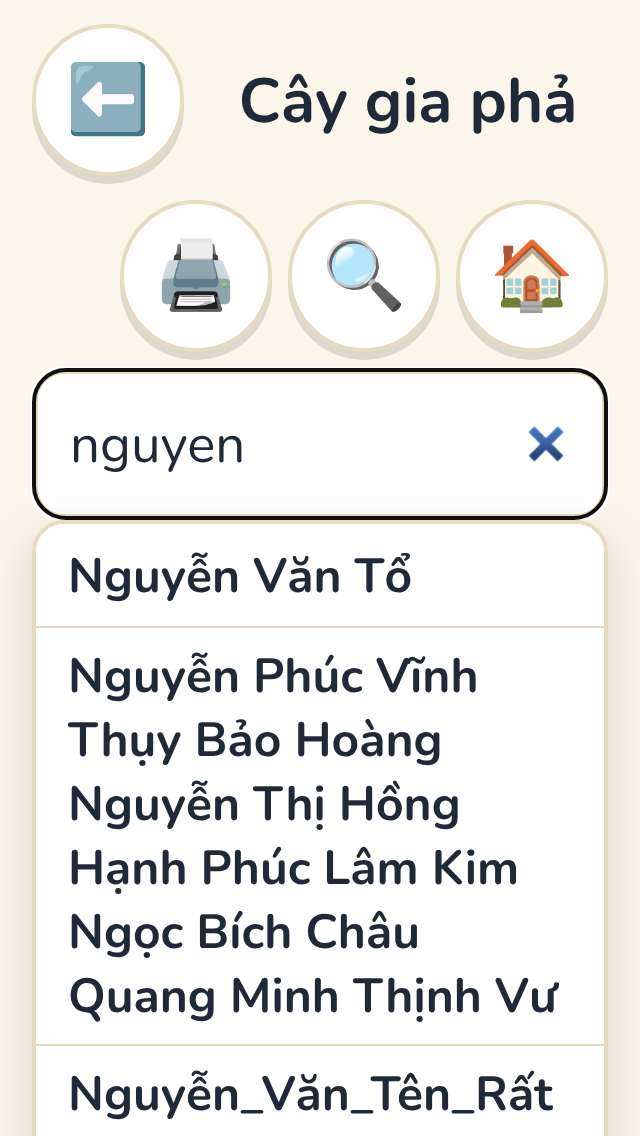 Cây gia phả
nguyen
Nguyễn Văn Tổ
Nguyễn Phúc Vĩnh
Thụy Bảo Hoàng
Nguyễn Thị Hồng
Hạnh Phúc Lâm Kim
Ngọc Bích Châu
Quang Minh Thịnh Vư
Nguyễn_Văn_Tên_Rất